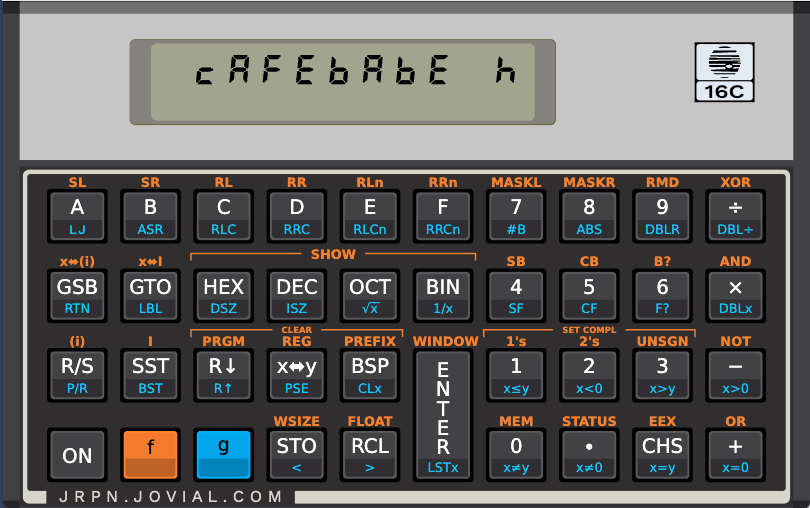 cAFEbAbE h
16C
SL SR RL RR RLn RRn MASKL MASKR RMD XOR
A B C D E F 7 8 9 ÷
LJ ASR RLC RRC RLCn RRCn #B ABS DBLR DBL÷
SHOW
x⬌(i) x⬌I SB CB B? AND
GSB GTO HEX DEC OCT BIN 4 5 6 ×
RTN LBL DSZ ISZ √x 1/x SF CF F? DBLx
CLEAR SET COMPL
(i) I PRGM REG PREFIX WINDOW 1's 2's UNSGN NOT
R/S SST R↓ x⬌y BSP ENTER 1 2 3 −
P/R BST R↑ PSE CLx x≤y x<0 x>y x>0
WSIZE FLOAT MEM STATUS EEX OR
ON f g STO RCL 0 • CHS +
< > LSTx x≠y x≠0 x=y x=0
JRPN.JOVIAL.COM